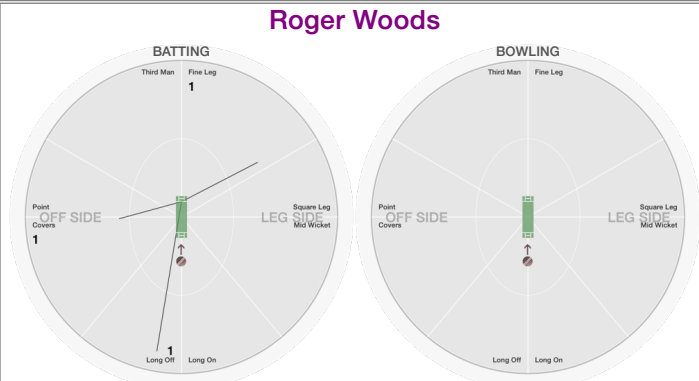 Roger Woods
BATTING
Third Man
Fine Leg
1
Point
OFF SIDE
Covers
1
Square Leg
LEG SIDE
Mid Wicket
1
Long Off
Long On
BOWLING
Third Man
Fine Leg
Point
OFF SIDE
Covers
Square Leg
LEG SIDE
Mid Wicket
Long Off
Long On